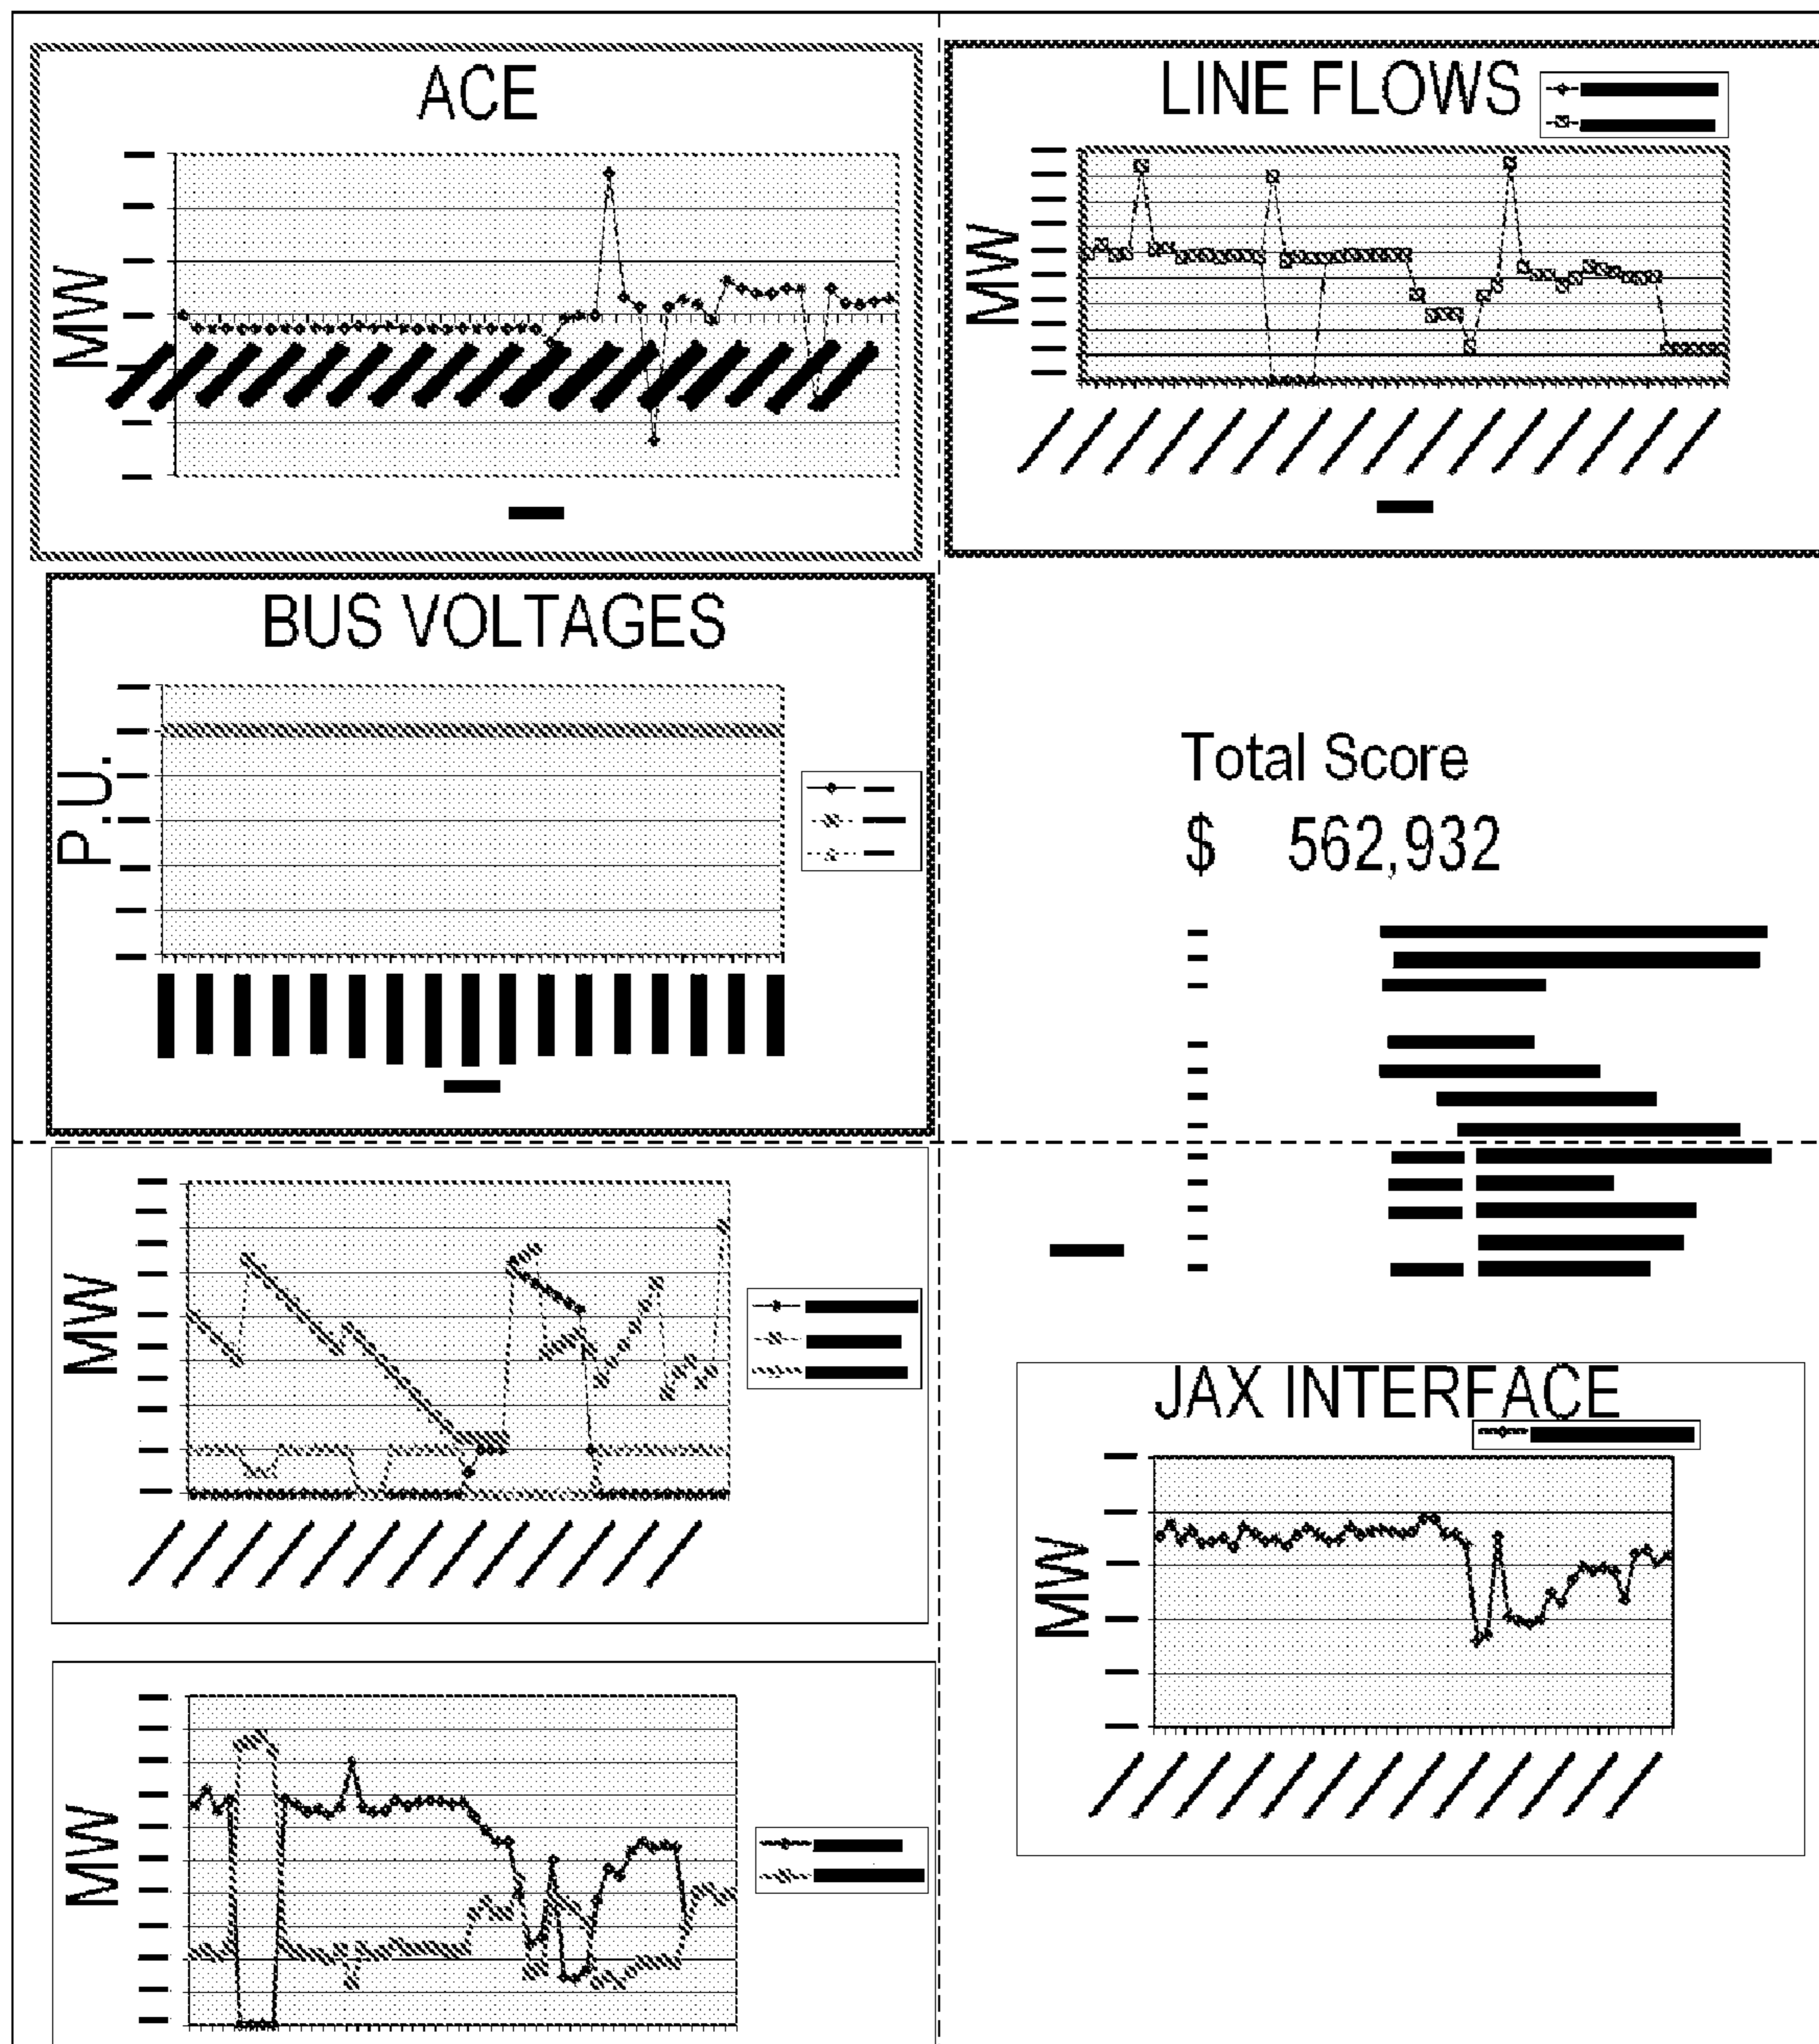 ACE
MW
LINE FLOWS
MW
BUS VOLTAGES
P.U.
Total Score
$ 562,932
MW
JAX INTERFACE
MW
MW